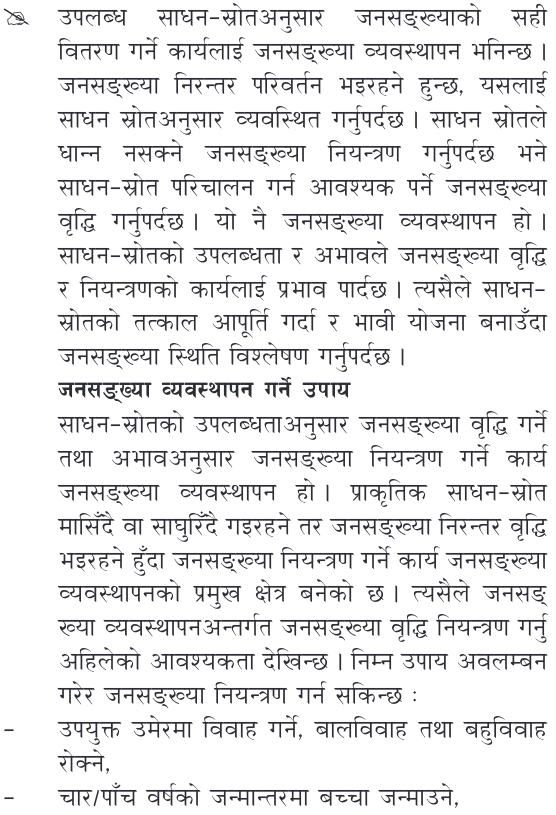 उपलब्ध साधन-स्रोतअनुसार जनसङ्ख्याको सही
वितरण गर्ने कार्यलाई जनसङ्ख्या व्यवस्थापन भनिन्छ ।
जनसङ्ख्या निरन्तर परिवर्तन भइरहने हुन्छ, यसलाई
साधन स्रोतअनुसार व्यवस्थित गर्नुपर्दछ । साधन स्रोतले
धान्न नसक्ने जनसङ्ख्या नियन्त्रण गर्नुपर्दछ भने
साधन-स्रोत परिचालन गर्न आवश्यक पर्ने जनसङ्ख्या
वृद्धि गर्नुपर्दछ । यो नै जनसङ्ख्या व्यवस्थापन हो ।
साधन-स्रोतको उपलब्धता र अभावले जनसङ्ख्या वृद्धि
र नियन्त्रणको कार्यलाई प्रभाव पार्दछ । त्यसैले साधन-
स्रोतको तत्काल आपूर्ति गर्दा र भावी योजना बनाउँदा
जनसङ्ख्या स्थिति विश्लेषण गर्नुपर्दछ ।
जनसङ्ख्या व्यवस्थापन गर्ने उपाय
साधन-स्रोतको उपलब्धताअनुसार जनसङ्ख्या वृद्धि गर्ने
तथा अभावअनुसार जनसङ्ख्या नियन्त्रण गर्ने कार्य
जनसङ्ख्या व्यवस्थापन हो । प्राकृतिक साधन-स्रोत
मासिँदै वा साघुरिँदै गइरहने तर जनसङ्ख्या निरन्तर वृद्धि
भइरहने हुँदा जनसङ्ख्या नियन्त्रण गर्ने कार्य जनसङ्ख्या
व्यवस्थापनको प्रमुख क्षेत्र बनेको छ । त्यसैले जनसङ्
ख्या व्यवस्थापनअन्तर्गत जनसङ्ख्या वृद्धि नियन्त्रण गर्नु
अहिलेको आवश्यकता देखिन्छ । निम्न उपाय अवलम्बन
गरेर जनसङ्ख्या नियन्त्रण गर्न सकिन्छ :
- उपयुक्त उमेरमा विवाह गर्ने, बालविवाह तथा बहुविवाह
रोक्ने,
- चार/पाँच वर्षको जन्मान्तरमा बच्चा जन्माउने,